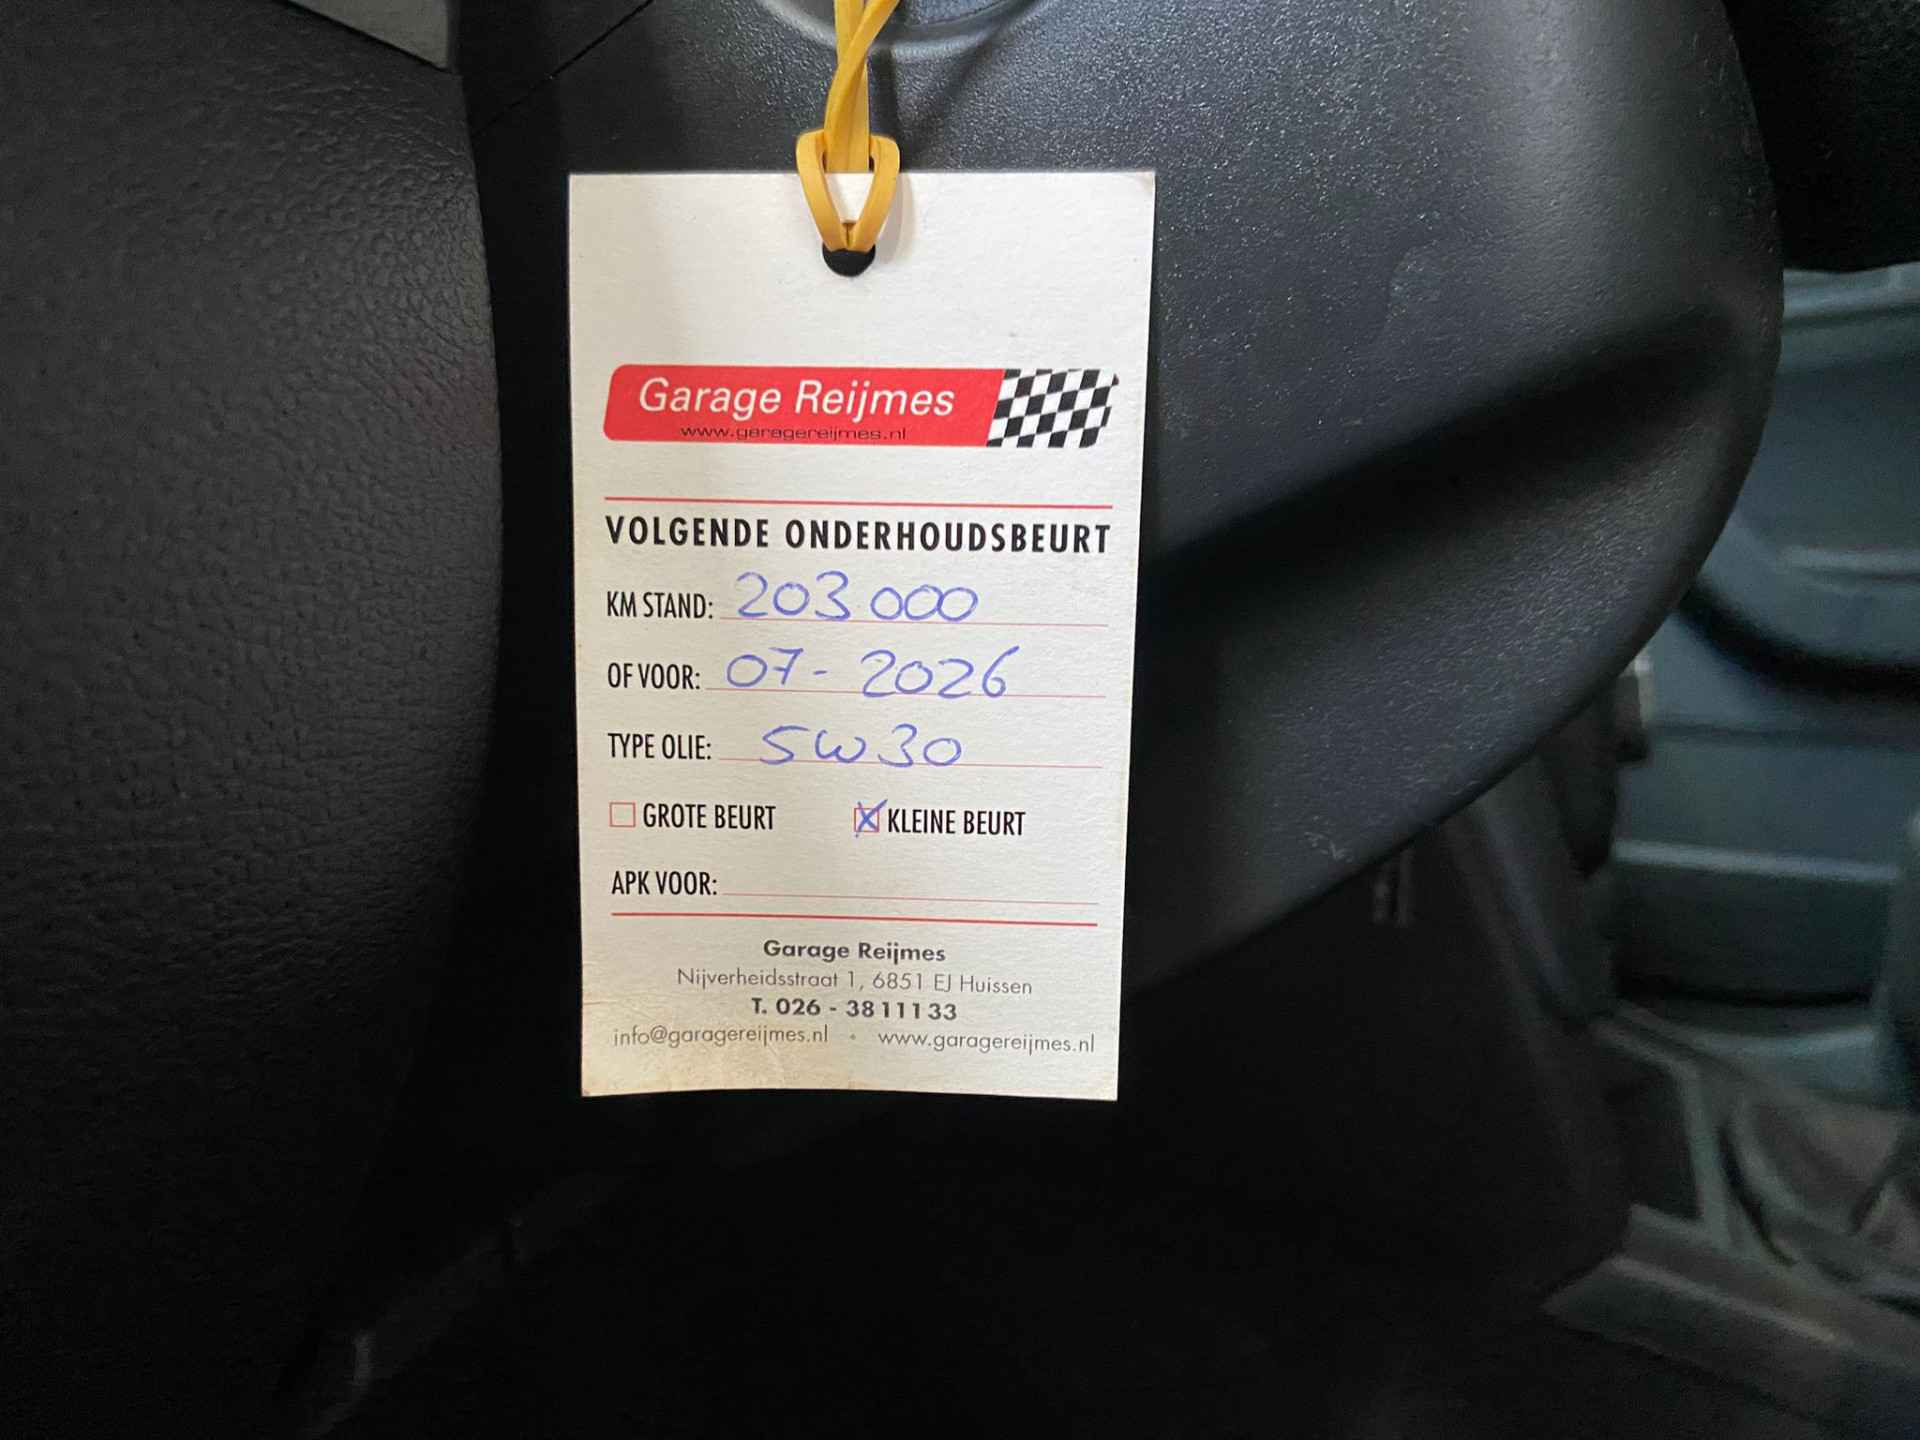 Garage Reijmes
www.garagereijmes.nl
VOLGENDE ONDERHOUDSBEURT
KM STAND: 203.000
OF VOOR: 07 - 2026
TYPE OLIE: 5W30
GROTE BEURT KLEINE BEURT
APK VOOR:
Garage Reijmes
Nijverheidsstraat 1, 6851 EJ Huissen
T. 026 - 38 111 33
info@garagereijmes.nl • www.garagereijmes.nl